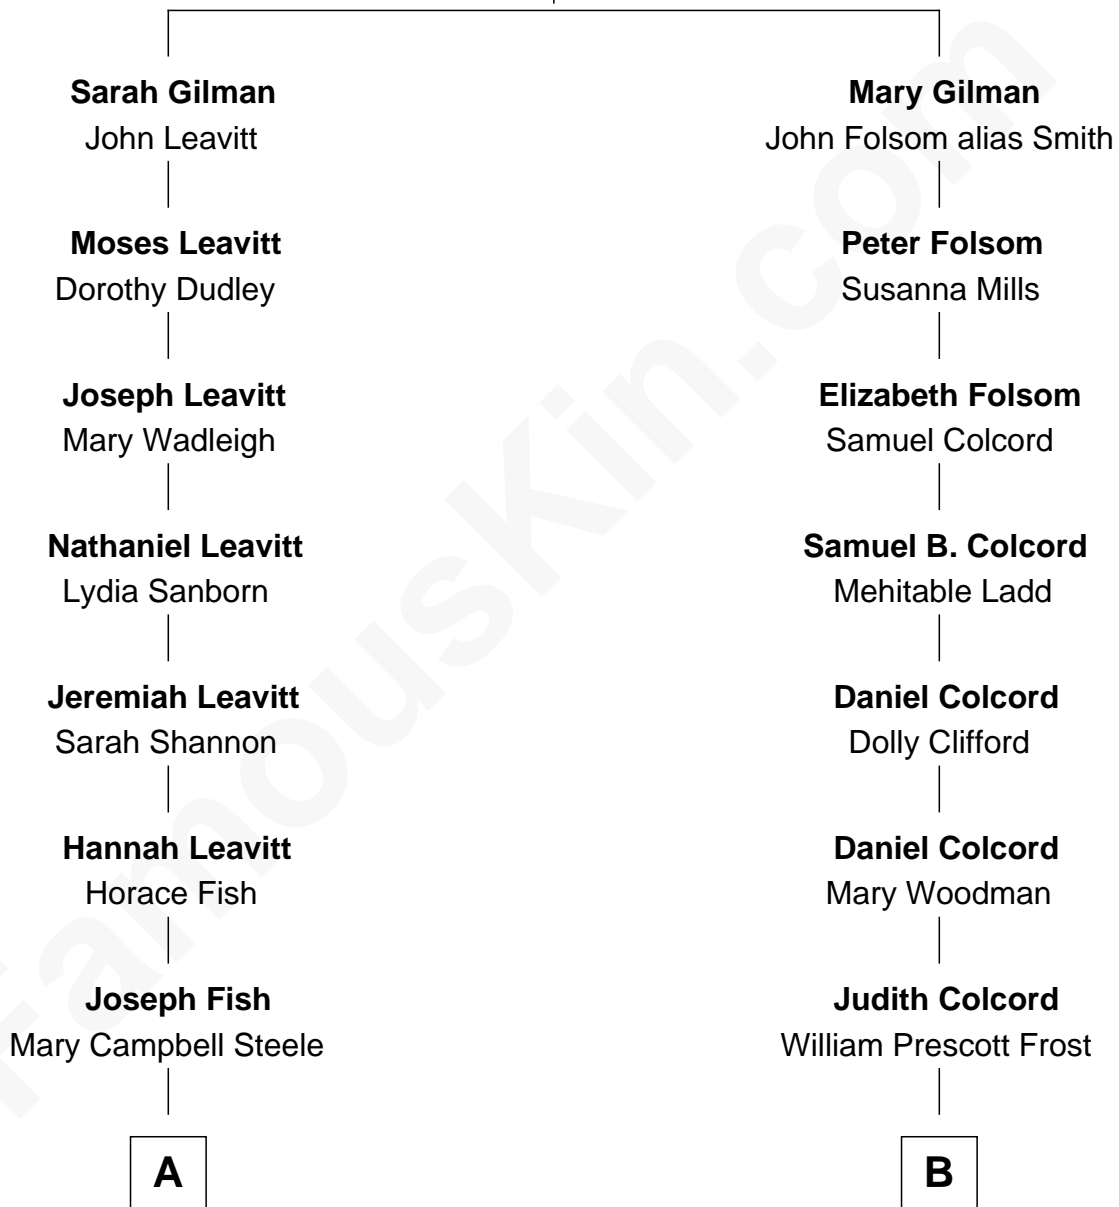 Sarah Gilman
John Leavitt
Mary Gilman
John Folsom alias Smith
Moses Leavitt
Dorothy Dudley
Peter Folsom
Susanna Mills
Joseph Leavitt
Mary Wadleigh
Elizabeth Folsom
Samuel Colcord
Nathaniel Leavitt
Lydia Sanborn
Samuel B. Colcord
Mehitable Ladd
Jeremiah Leavitt
Sarah Shannon
Daniel Colcord
Dolly Clifford
Hannah Leavitt
Horace Fish
Daniel Colcord
Mary Woodman
Joseph Fish
Mary Campbell Steele
Judith Colcord
William Prescott Frost
A
B
FamousKin.com